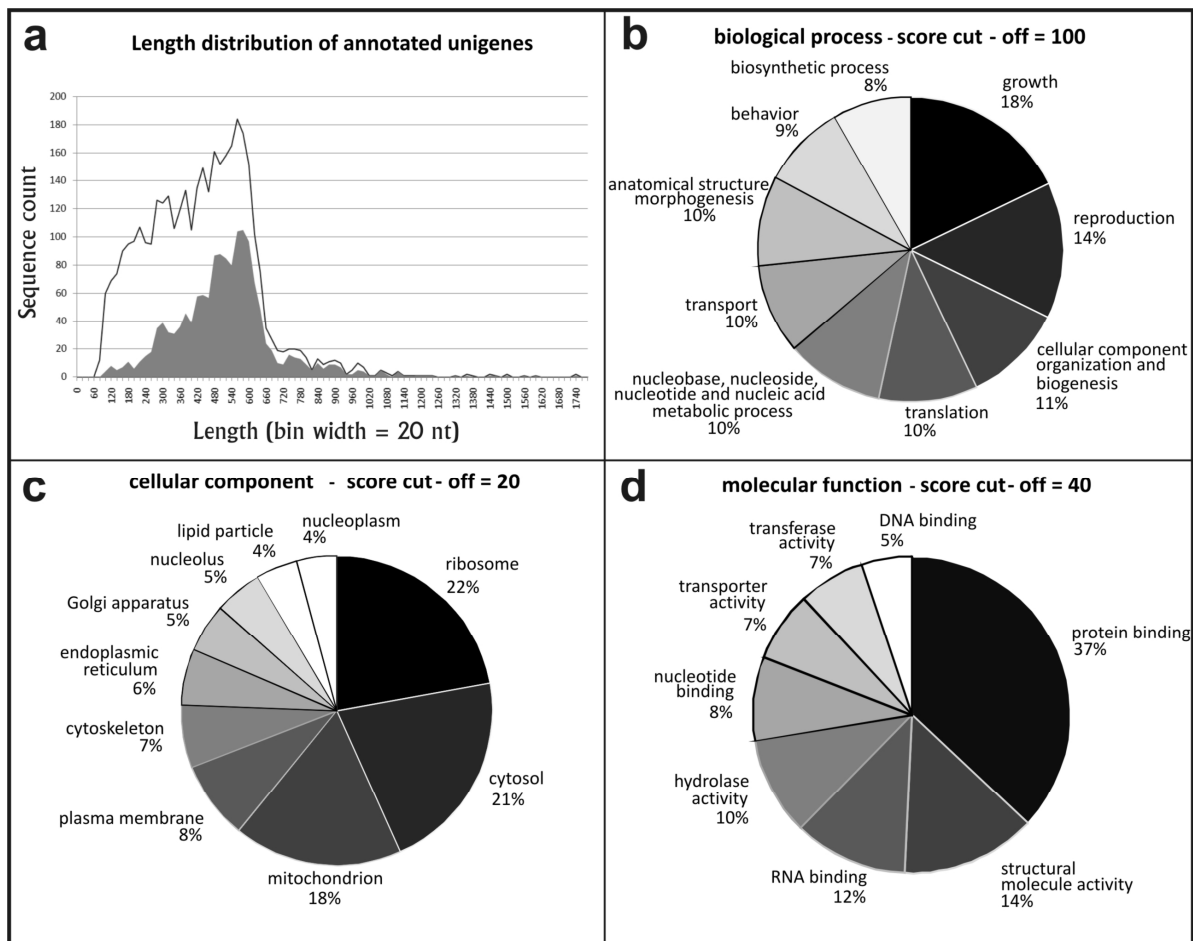 a
Length distribution of annotated unigenes
Sequence count
200
180
160
140
120
100
80
60
40
20
0
0 60 120 180 240 300 360 420 480 540 600 660 720 780 840 900 960 1020 1080 1140 1200 1260 1320 1380 1440 1500 1560 1620 1680 1740
Length (bin width = 20 nt)
b
biological process - score cut - off = 100
biosynthetic process
8%
growth
18%
behavior
9%
anatomical structure
morphogenesis
10%
reproduction
14%
transport
10%
cellular component
organization and
biogenesis
11%
nucleobase, nucleoside,
nucleotide and nucleic acid
metabolic process
10%
translation
10%
c
cellular component - score cut - off = 20
nucleoplasm
4%
lipid particle
4%
nucleolus
5%
ribosome
22%
Golgi apparatus
5%
endoplasmic
reticulum
6%
cytoskeleton
7%
cytosol
21%
plasma membrane
8%
mitochondrion
18%
d
molecular function - score cut - off = 40
DNA binding
5%
transferase
activity
7%
transporter
activity
7%
protein binding
37%
nucleotide
binding
8%
hydrolase
activity
10%
RNA binding
12%
structural
molecule activity
14%